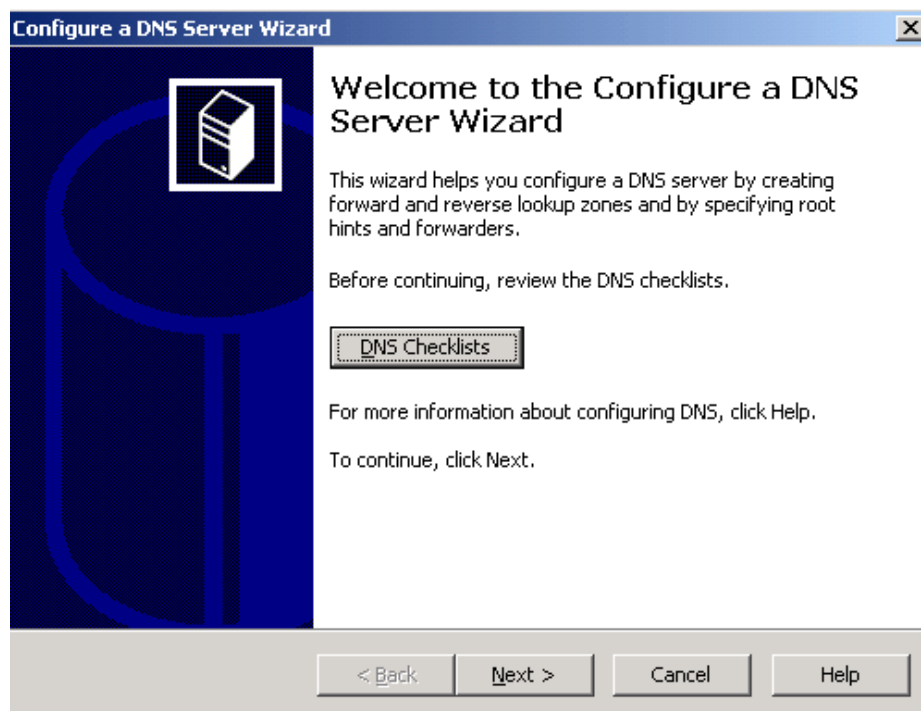 Configure a DNS Server Wizard
Welcome to the Configure a DNS
Server Wizard
This wizard helps you configure a DNS server by creating
forward and reverse lookup zones and by specifying root
hints and forwarders.
Before continuing, review the DNS checklists.
DNS Checklists
For more information about configuring DNS, click Help.
To continue, click Next.
< Back
Next >
Cancel
Help